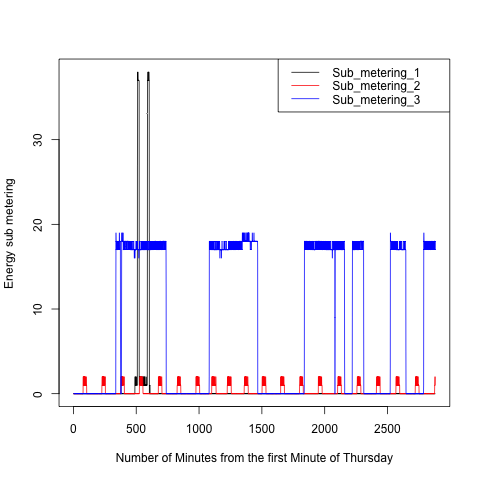 Sub_metering_1
Sub_metering_2
Sub_metering_3
30
20
10
0
Energy sub metering
0 500 1000 1500 2000 2500
Number of Minutes from the first Minute of Thursday